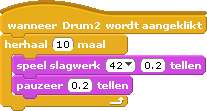 wanneer Drum2 wordt aangeklikt
herhaal 10 maal
speel slagwerk 42 0.2 tellen
pauzeer 0.2 tellen